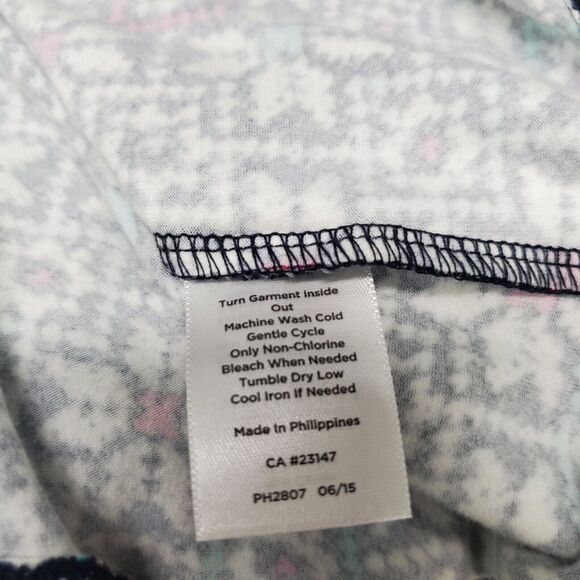 Turn Garment Inside
Out
Machine Wash Cold
Gentle Cycle
Only Non-Chlorine
Bleach When Needed
Tumble Dry Low
Cool Iron If Needed
Made In Philippines
CA #23147
PH2807 06/15